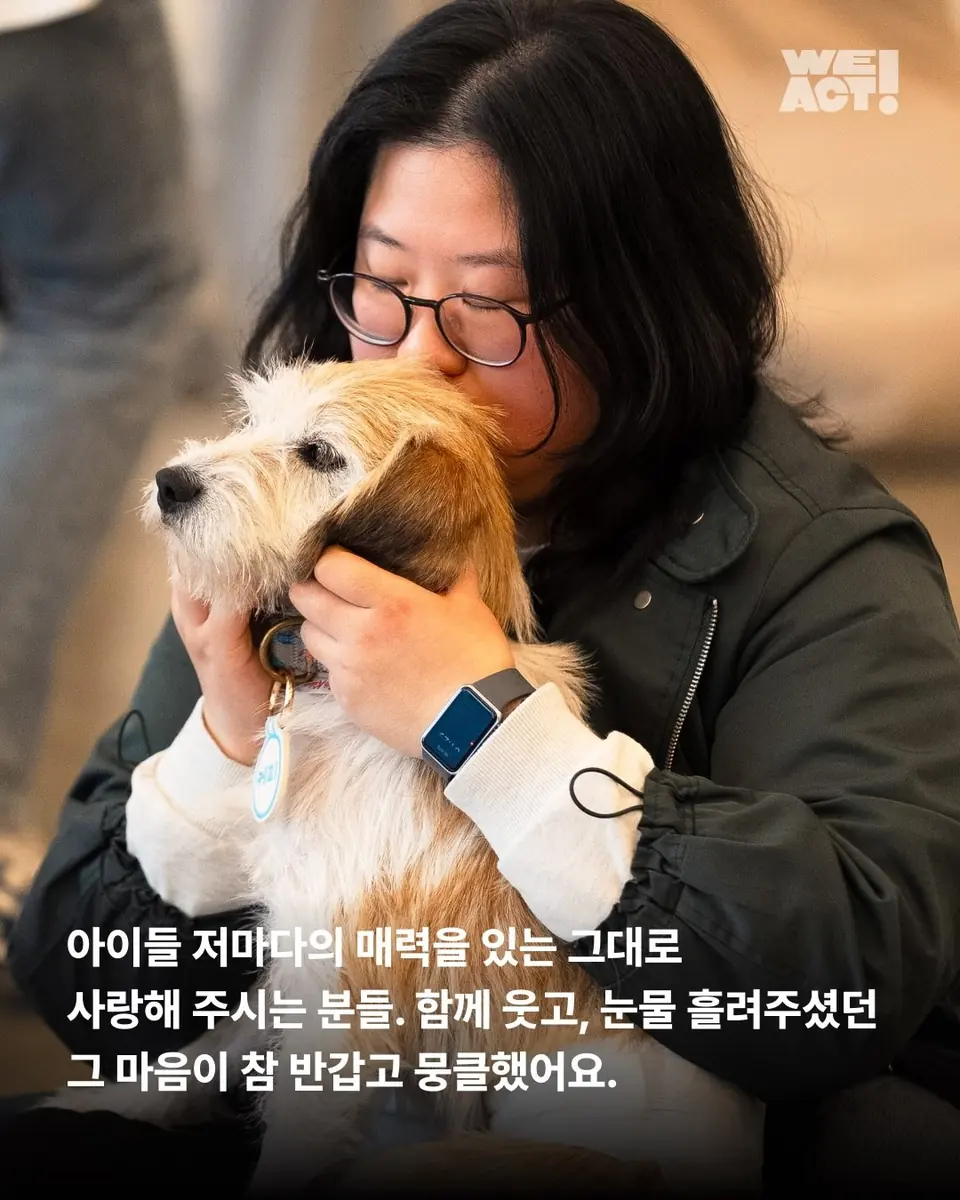 WE
ACT!
아이들 저마다의 매력을 있는 그대로
사랑해 주시는 분들. 함께 웃고, 눈물 흘려주셨던
그 마음이 참 반갑고 뭉클했어요.